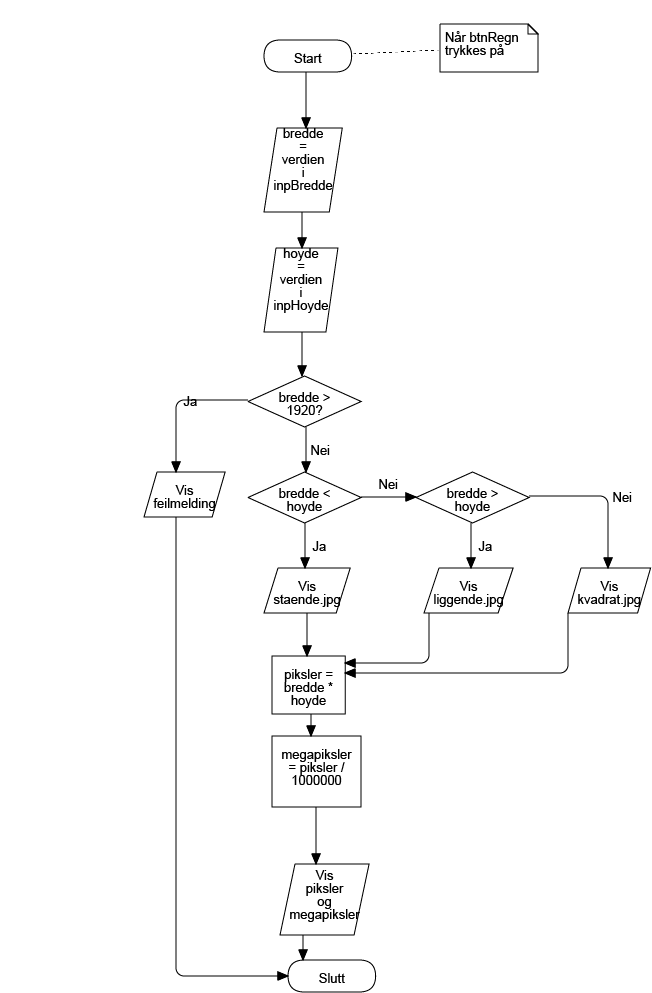 Når btnRegn
trykkes på
Start
bredde
=
verdien
i
inpBredde
hoyde
=
verdien
i
inpHoyde
bredde >
1920?
Ja
Nei
Vis
feilmelding
bredde <
hoyde
Nei
bredde >
hoyde
Nei
Ja
Ja
Vis
staende.jpg
Vis
liggende.jpg
Vis
kvadrat.jpg
piksler =
bredde *
hoyde
megapiksler
= piksler /
1000000
Vis
piksler
og
megapiksler
Slutt